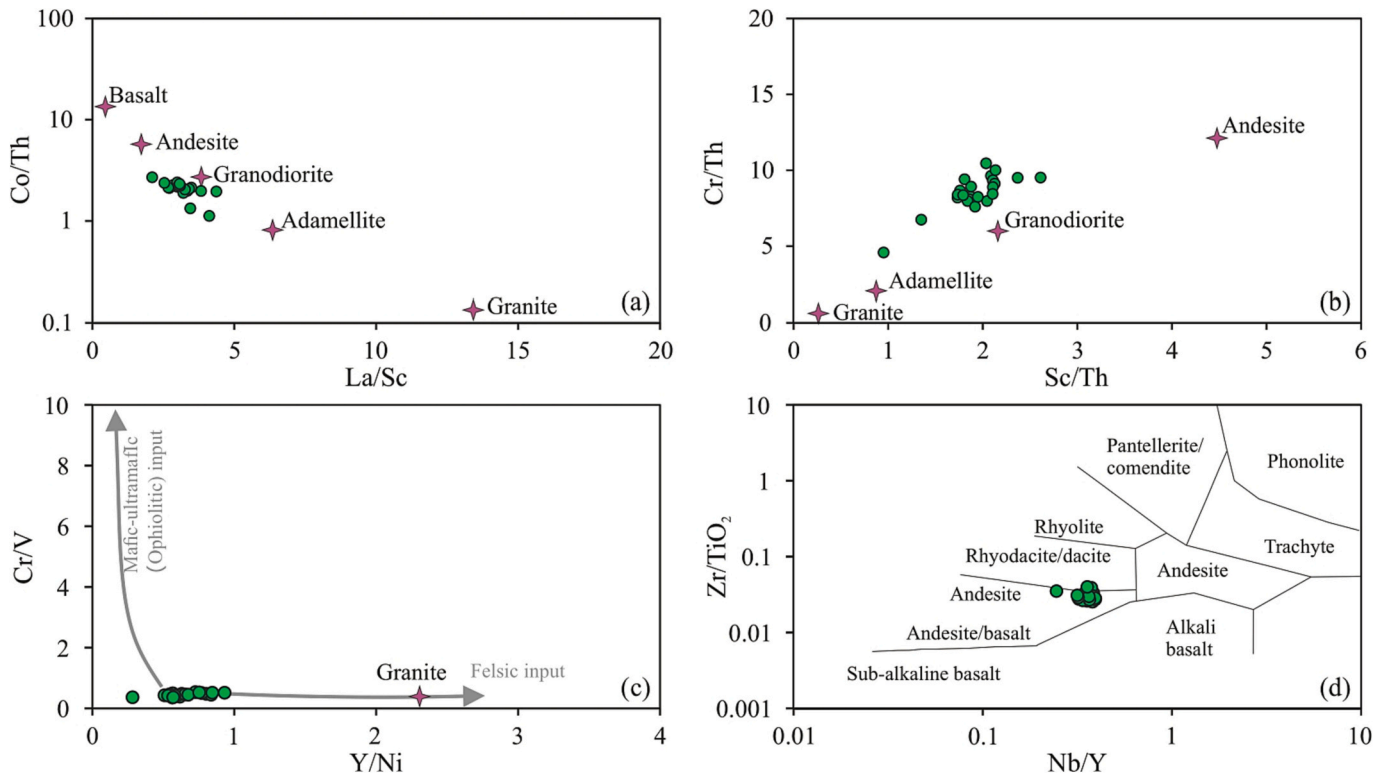 100
10
1
0.1
Co/Th
Basalt
Andesite
Granodiorite
Adamellite
Granite
(a)
0
5
10
15
20
La/Sc
20
15
10
5
0
Cr/Th
Andesite
Granodiorite
Adamellite
Granite
(b)
0
1
2
3
4
5
6
Sc/Th
10
8
6
4
2
0
Cr/V
Mafic-ultramafic
(Ophiolitic) input
Granite
Felsic input
(c)
0
1
2
3
4
Y/Ni
10
1
0.1
0.01
0.001
Zr/TiO₂
Pantellerite/
comendite
Phonolite
Rhyolite
Rhyodacite/dacite
Trachyte
Andesite
Andesite
Andesite/basalt
Alkali
basalt
Sub-alkaline basalt
(d)
0.01
0.1
1
10
Nb/Y